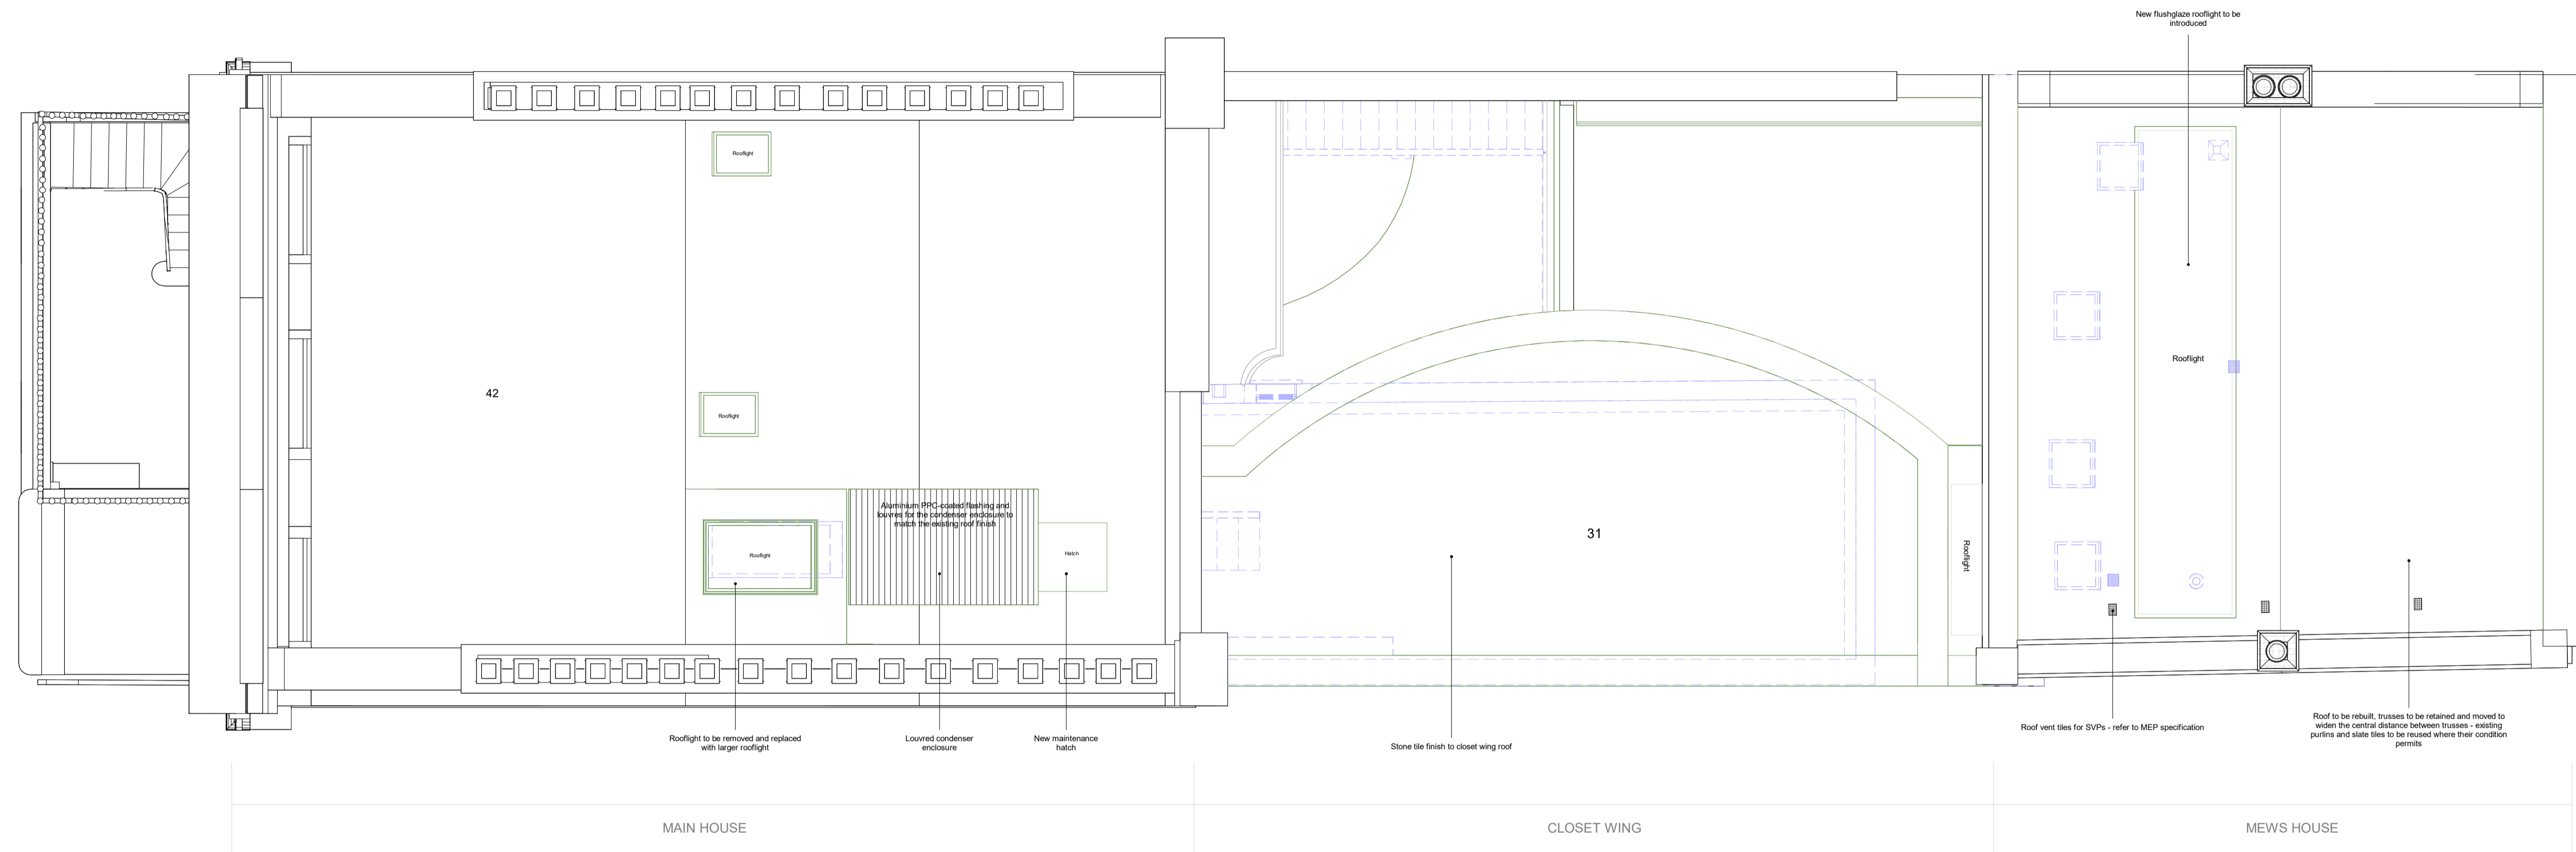 New flushglaze rooflight to be
introduced
Rooflight
42
Rooflight
Aluminium PPC-coated flashing and
louvres for the condenser enclosure to
match the existing roof finish
Rooflight
Hatch
31
Rooflight
Rooflight
Rooflight to be removed and replaced
with larger rooflight
Louvred condenser
enclosure
New maintenance
hatch
Stone tile finish to closet wing roof
Roof vent tiles for SVPs - refer to MEP specification
Roof to be rebuilt, trusses to be retained and moved to
widen the central distance between trusses - existing
purlins and slate tiles to be reused where their condition
permits
MAIN HOUSE
CLOSET WING
MEWS HOUSE